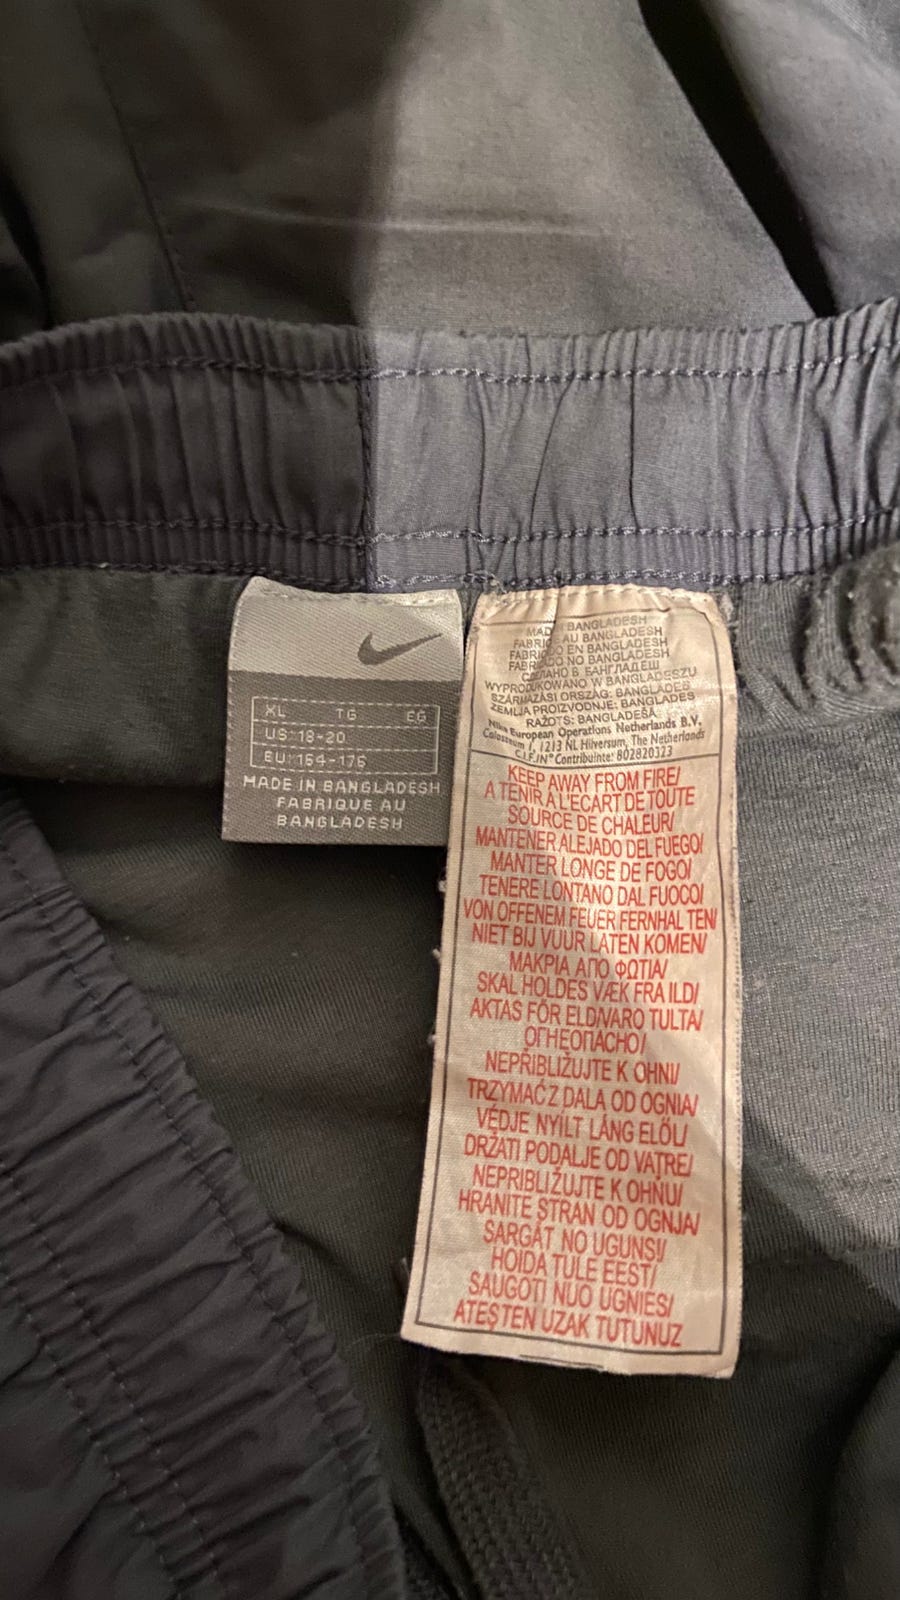 XL TG EG
US: 18-20
EU: 164-176
MADE IN BANGLADESH
FABRIQUE AU
BANGLADESH
MADE IN BANGLADESH
FABRIQUÉ AU BANGLADESH
FABRICADO EN BANGLADESH
FABRICADO NO BANGLADESH
СДЕЛАНО В БАНГЛАДЕШ
WYPRODUKOWANO W BANGLADESZU
SZÁRMAZÁSI ORSZÁG: BANGLADES
ZEMLJA PROIZVODNJE: BANGLADES
RAŽOTS: BANGLADEŠA
Nike European Operations Netherlands B.V.
Colosseum 1, 1213 NL Hilversum, The Netherlands
C.I.F./N° Contribuinte: 802820323
KEEP AWAY FROM FIRE/
A TENIR A L'ECART DE TOUTE
SOURCE DE CHALEUR/
MANTENER ALEJADO DEL FUEGO/
MANTER LONGE DE FOGO/
TENERE LONTANO DAL FUOCO/
VON OFFENEM FEUER FERNHALTEN/
NIET BIJ VUUR LATEN KOMEN/
ΜΑΚΡΙΑ ΑΠΟ ΦΩΤΙΑ/
SKAL HOLDES VÆK FRA ILD/
AKTAS FÖR ELD/VARO TULTA/
ОГНЕОПАСНО/
NEPŘIBLIŽUJTE K OHNI/
TRZYMAĆ Z DALA OD OGNIA/
VÉDJE NYÍLT LÁNG ELŐL/
DRŽATI PODALJE OD VATRE/
NEPRIBLIŽUJTE K OHNU/
HRANITE STRAN OD OGNJA/
SARGĀT NO UGUNS!/
HOIDA TULE EEST/
SAUGOTI NUO UGNIES/
ATEŞTEN UZAK TUTUNUZ